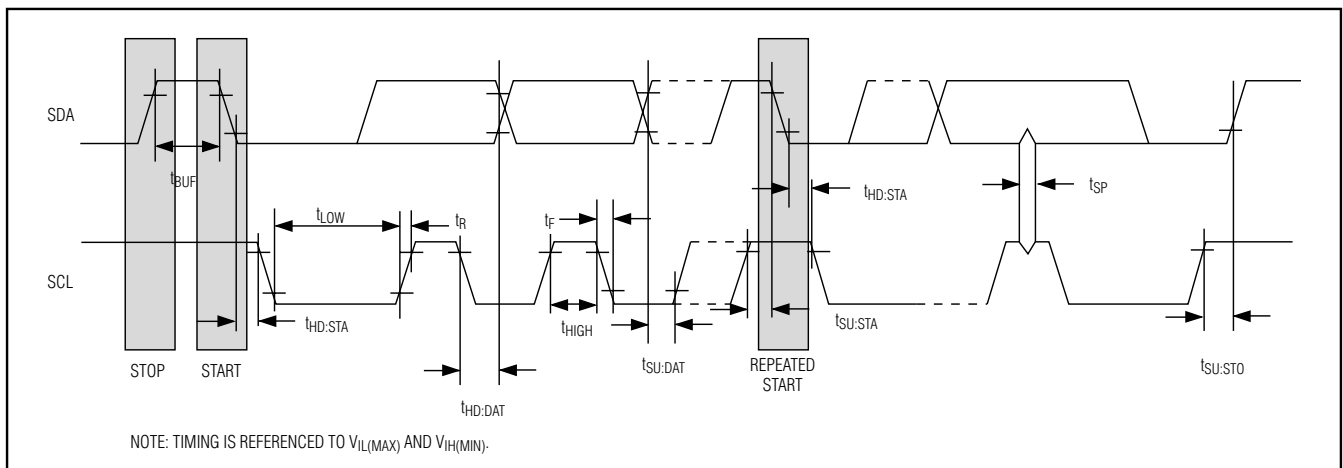 SDA
tBUF
tHD:STA
tSP
tLOW
tR
tF
SCL
tHD:STA
tHIGH
tSU:STA
tSU:DAT
tSU:STO
STOP
START
REPEATED
START
tHD:DAT
NOTE: TIMING IS REFERENCED TO VIL(MAX) AND VIH(MIN).